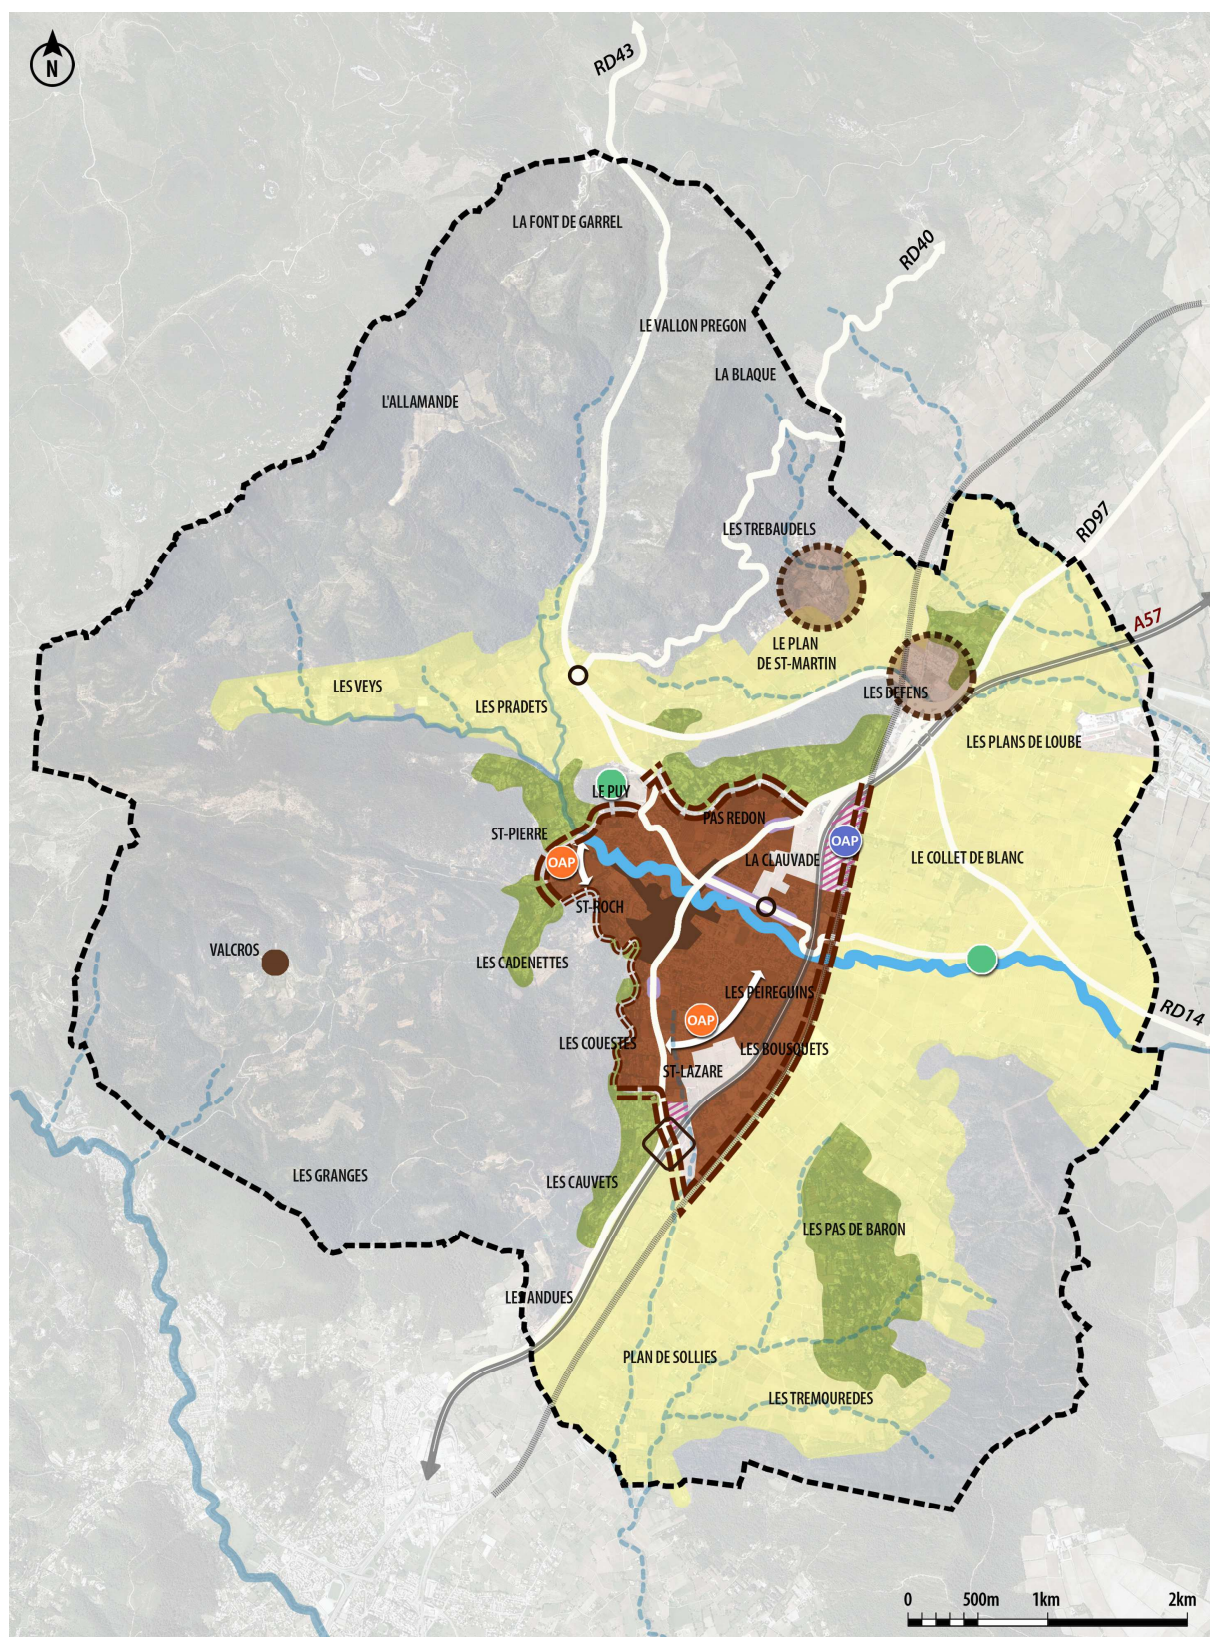 N
RD43
LA FONT DE GARREL
RD40
LE VALLON PREGON
LA BLAQUE
L'ALLAMANDE
RD97
LES TREBAUDELS
A57
LE PLAN
DE ST-MARTIN
LES VEYS
LES DEFENS
LES PRADETS
LES PLANS DE LOUBE
LE PUY
PAS REDON
ST-PIERRE
OAP
LA CLAUVADE
LE COLLET DE BLANC
OAP
ST-ROCH
VALCROS
LES CADENETTES
LES PEIREGUINS
RD14
OAP
LES COUESTES
LES BOUSQUETS
ST-LAZARE
LES GRANGES
LES CAUVETS
LES PAS DE BARON
LES ANDUES
PLAN DE SOLLIES
LES TREMOUREDES
0 500m 1km 2km